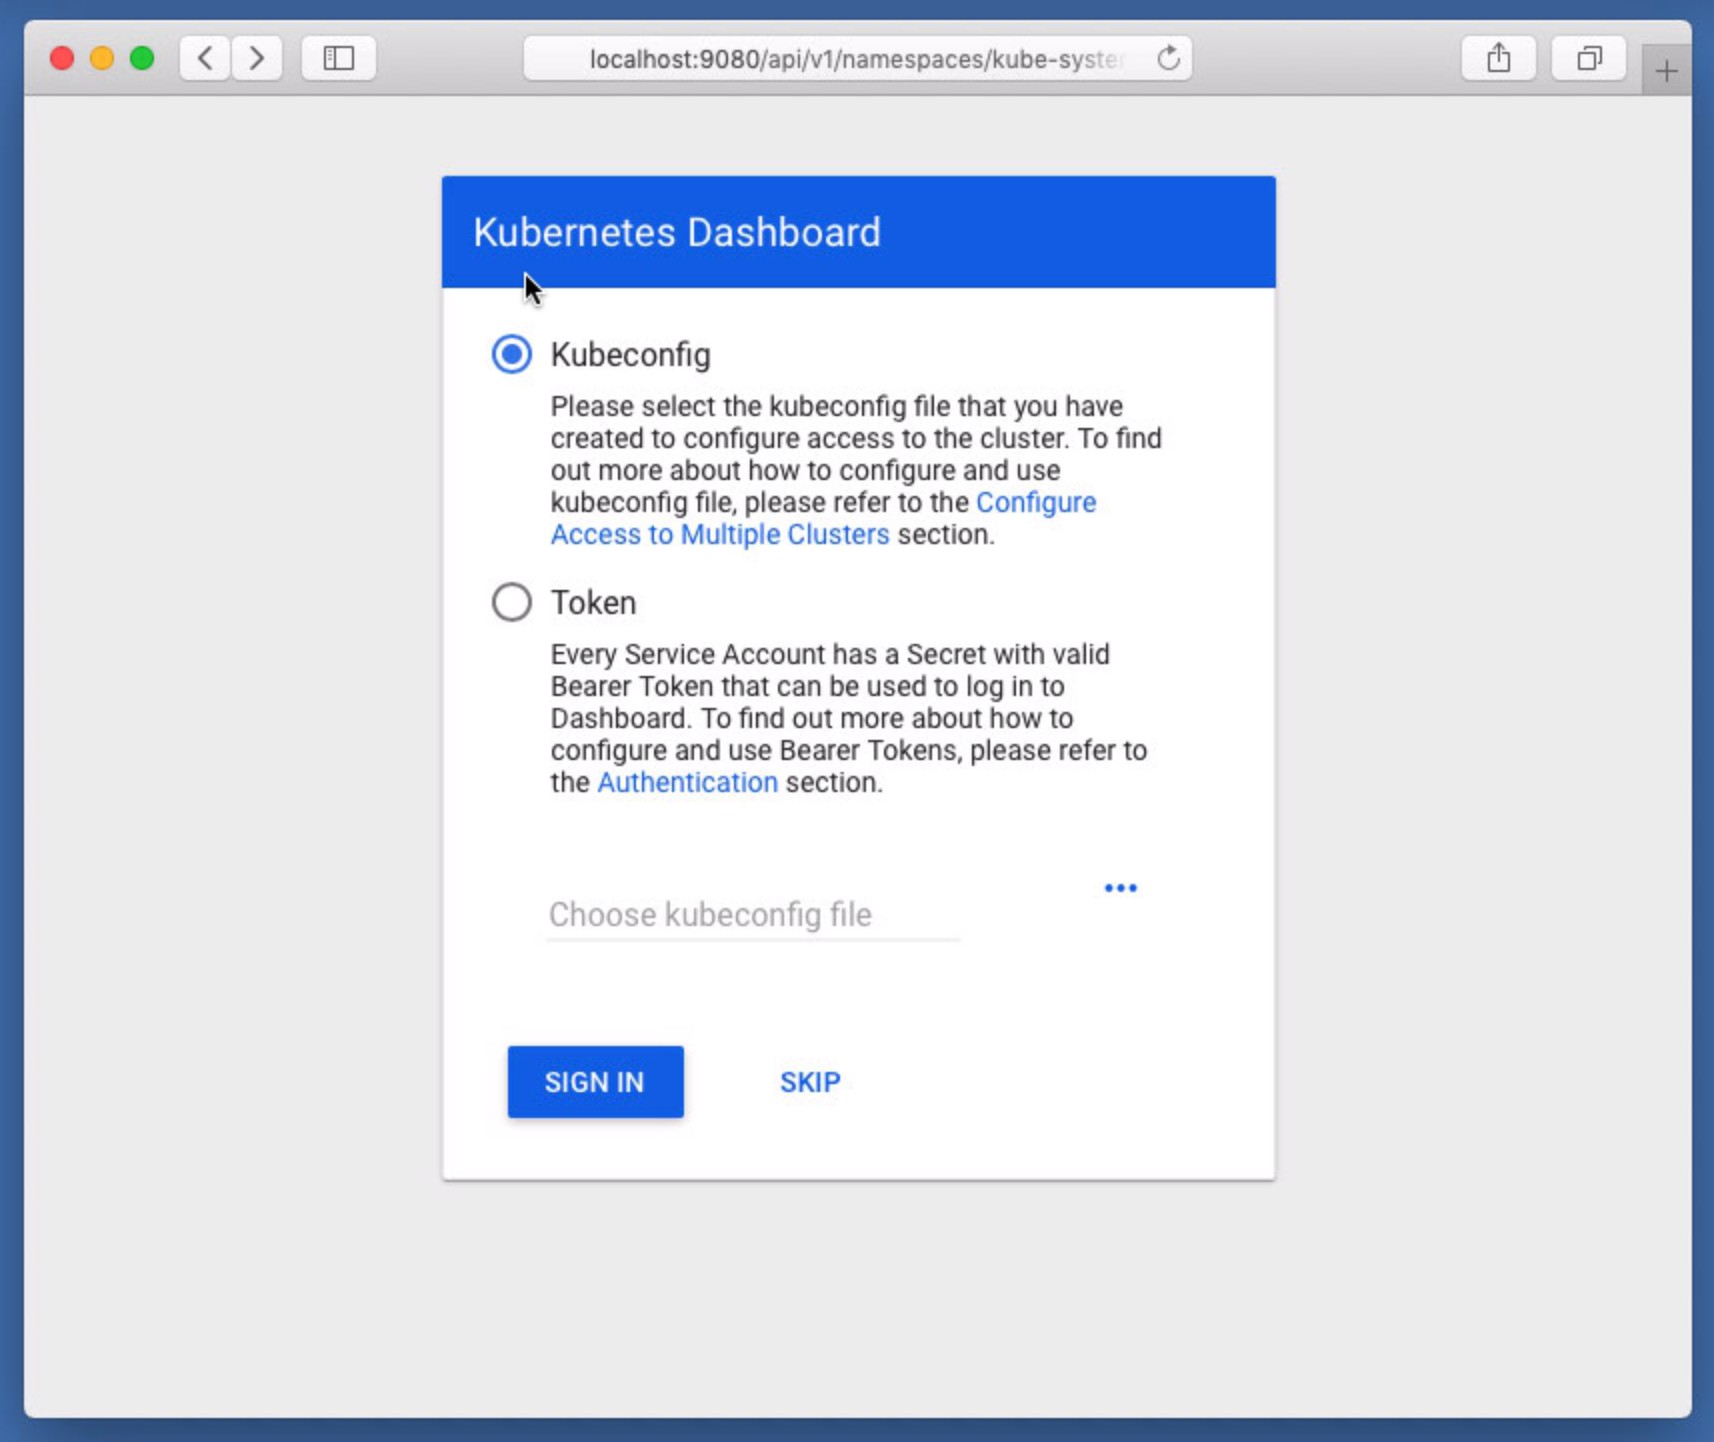 localhost:9080/api/v1/namespaces/kube-system
Kubernetes Dashboard
Kubeconfig
Please select the kubeconfig file that you have
created to configure access to the cluster. To find
out more about how to configure and use
kubeconfig file, please refer to the Configure
Access to Multiple Clusters section.
Token
Every Service Account has a Secret with valid
Bearer Token that can be used to log in to
Dashboard. To find out more about how to
configure and use Bearer Tokens, please refer to
the Authentication section.
Choose kubeconfig file
SIGN IN SKIP